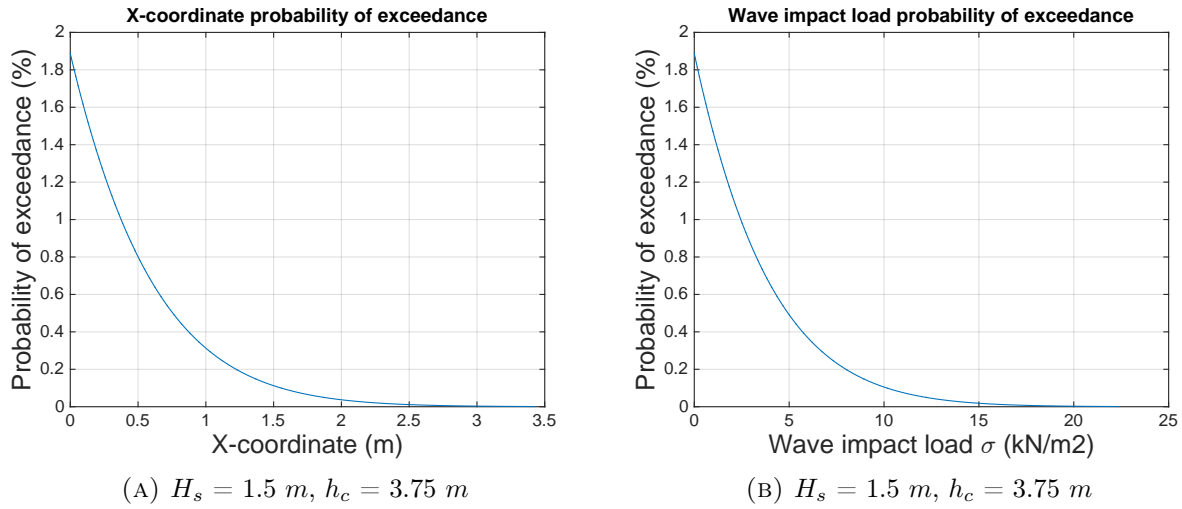 X-coordinate probability of exceedance
Probability of exceedance (%)
2
1.8
1.6
1.4
1.2
1
0.8
0.6
0.4
0.2
0
0 0.5 1 1.5 2 2.5 3 3.5
X-coordinate (m)
(A) H_s = 1.5 m, h_c = 3.75 m
Wave impact load probability of exceedance
Probability of exceedance (%)
2
1.8
1.6
1.4
1.2
1
0.8
0.6
0.4
0.2
0
0 5 10 15 20 25
Wave impact load σ (kN/m2)
(B) H_s = 1.5 m, h_c = 3.75 m